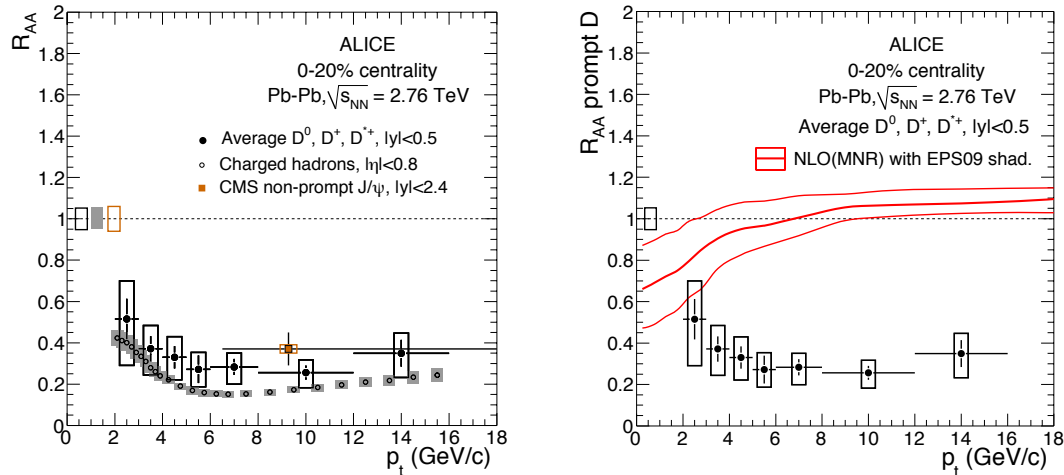 R_AA
2
1.8
1.6
1.4
1.2
1
0.8
0.6
0.4
0.2
0
ALICE
0-20% centrality
Pb-Pb, √s_NN = 2.76 TeV
Average D⁰, D⁺, D*⁺, |y|<0.5
Charged hadrons, |η|<0.8
CMS non-prompt J/ψ, |y|<2.4
0 2 4 6 8 10 12 14 16 18
p_t (GeV/c)
R_AA prompt D
2
1.8
1.6
1.4
1.2
1
0.8
0.6
0.4
0.2
0
ALICE
0-20% centrality
Pb-Pb, √s_NN = 2.76 TeV
Average D⁰, D⁺, D*⁺, |y|<0.5
NLO(MNR) with EPS09 shad.
0 2 4 6 8 10 12 14 16 18
p_t (GeV/c)